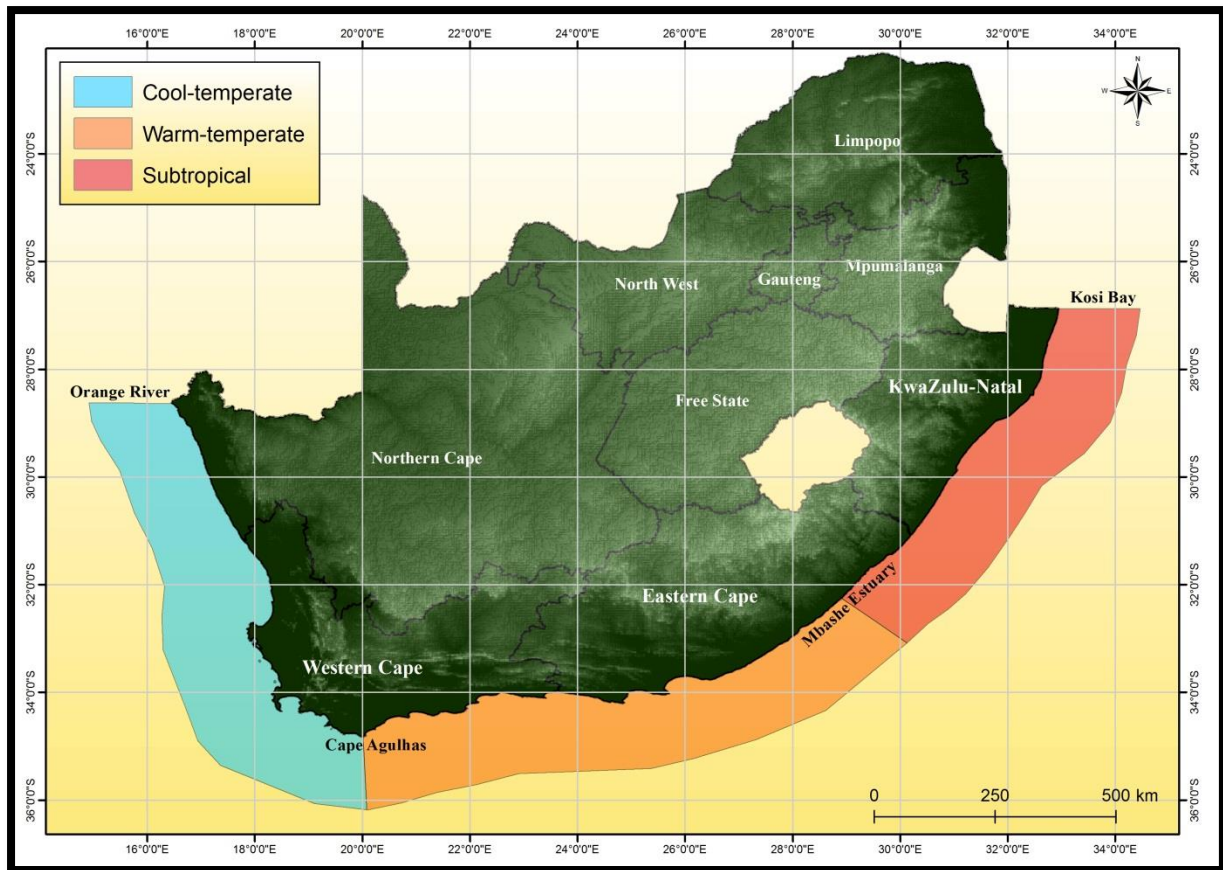 16°0'0"E 18°0'0"E 20°0'0"E 22°0'0"E 24°0'0"E 26°0'0"E 28°0'0"E 30°0'0"E 32°0'0"E 34°0'0"E
Cool-temperate
Warm-temperate
Subtropical
N
W E
S
24°0'0"S 24°0'0"S
26°0'0"S 26°0'0"S
28°0'0"S 28°0'0"S
30°0'0"S 30°0'0"S
32°0'0"S 32°0'0"S
34°0'0"S 34°0'0"S
36°0'0"S 36°0'0"S
Limpopo
Mpumalanga
Gauteng
North West
Kosi Bay
KwaZulu-Natal
Orange River
Free State
Northern Cape
Eastern Cape
Mbashe Estuary
Western Cape
Cape Agulhas
0 250 500 km
16°0'0"E 18°0'0"E 20°0'0"E 22°0'0"E 24°0'0"E 26°0'0"E 28°0'0"E 30°0'0"E 32°0'0"E 34°0'0"E